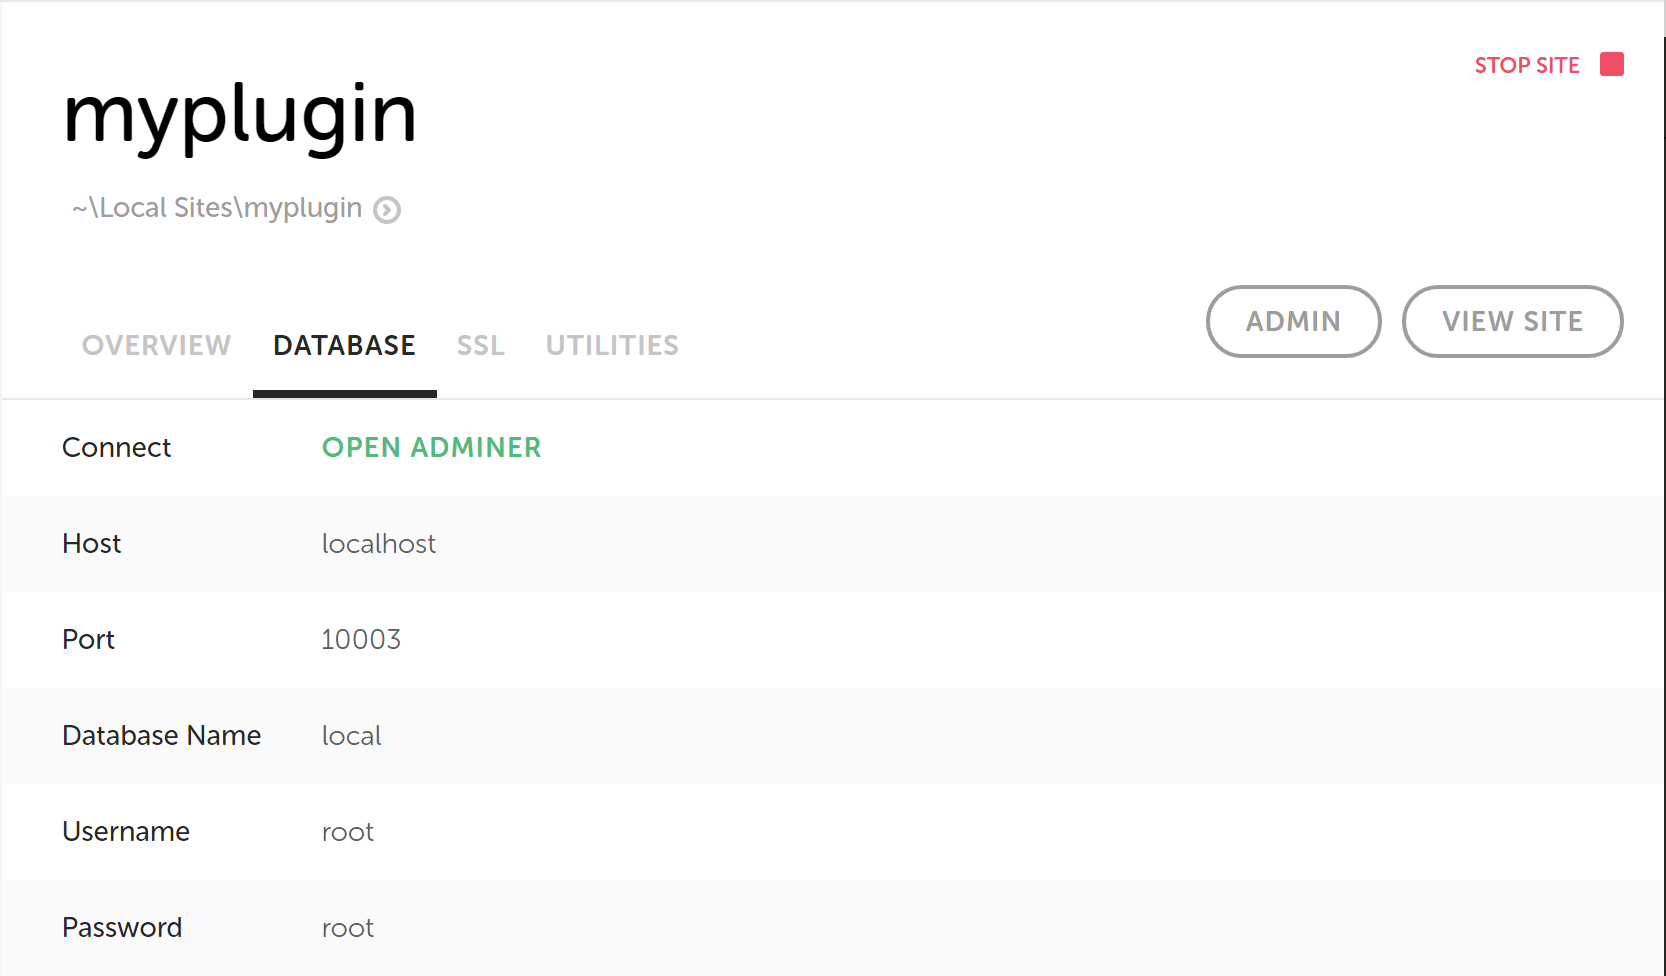 STOP SITE
myplugin
~\Local Sites\myplugin
OVERVIEW DATABASE SSL UTILITIES ADMIN VIEW SITE
Connect OPEN ADMINER
Host localhost
Port 10003
Database Name local
Username root
Password root